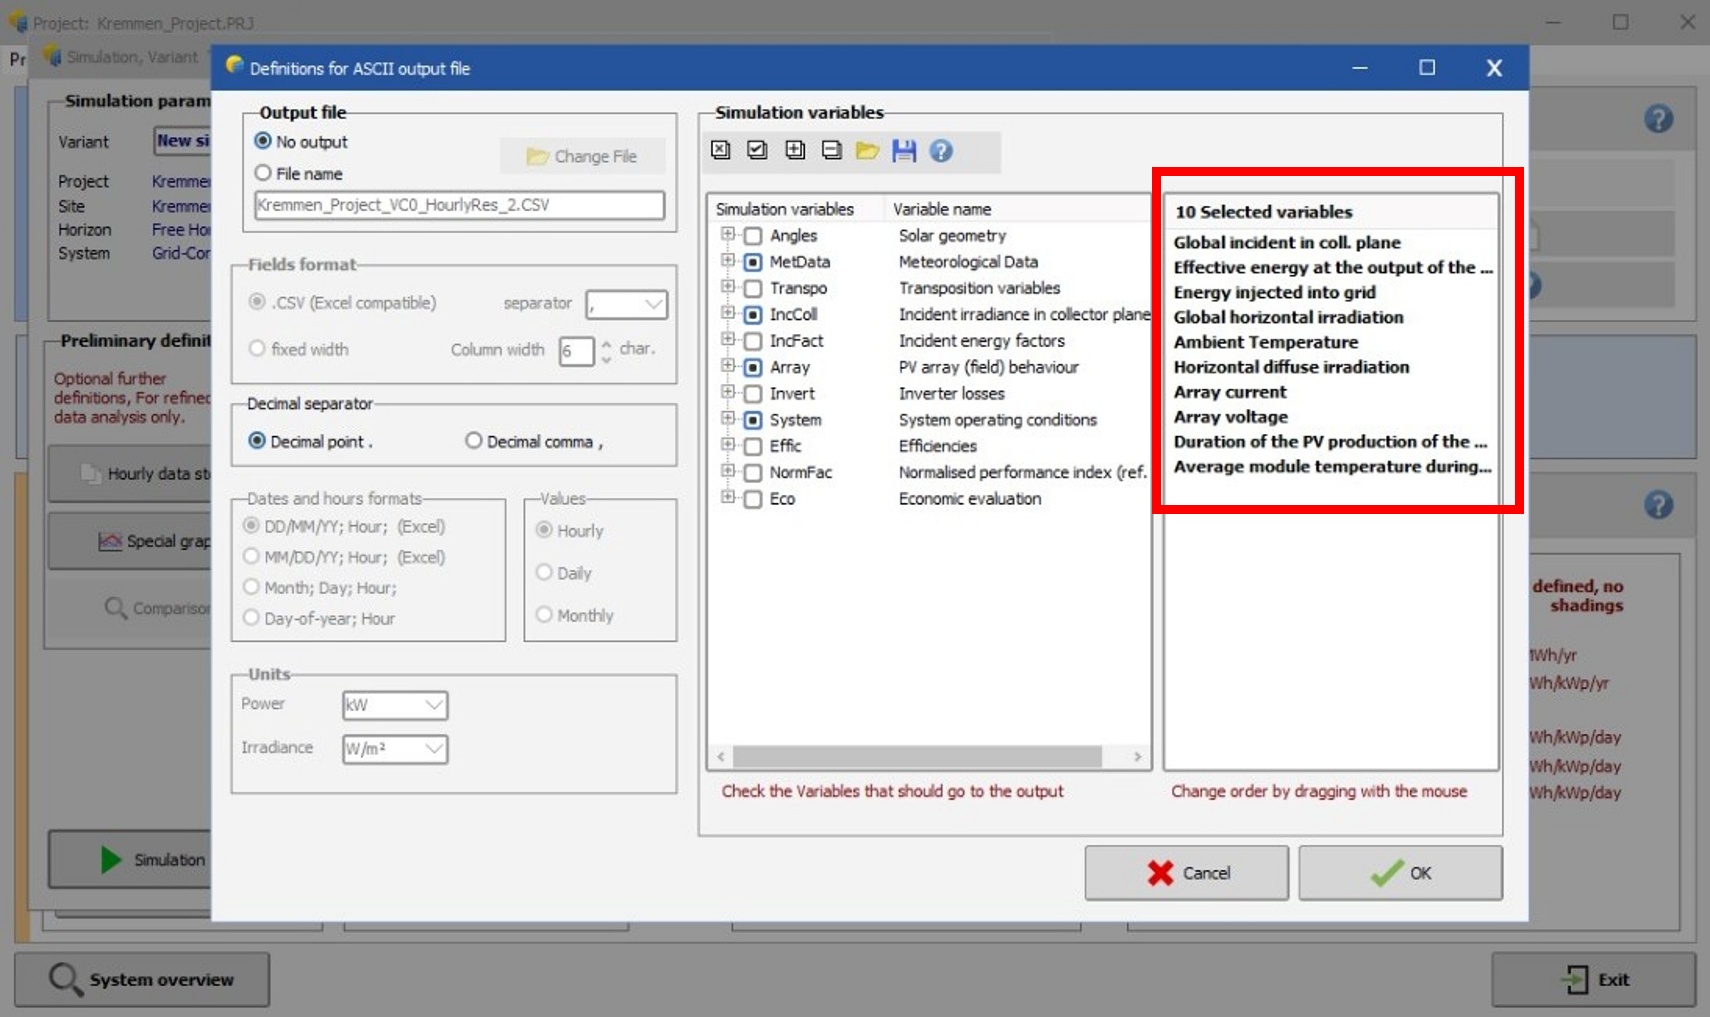 Project: Kremmen_Project.PRJ
Simulation, Variant
Definitions for ASCII output file
Simulation param
Variant
New si
Project Kremmen
Site Kremmen
Horizon Free Ho
System Grid-Cor
Preliminary definit
Optional further
definitions, For refined
data analysis only.
Hourly data st
Special grap
Comparison
Simulation
Output file
No output
File name
Change File
Kremmen_Project_VC0_HourlyRes_2.CSV
Fields format
.CSV (Excel compatible) separator ,
fixed width Column width 6 char.
Decimal separator
Decimal point . Decimal comma ,
Dates and hours formats
DD/MM/YY; Hour; (Excel)
MM/DD/YY; Hour; (Excel)
Month; Day; Hour;
Day-of-year; Hour
Values
Hourly
Daily
Monthly
Units
Power kW
Irradiance W/m²
Simulation variables
Simulation variables Variable name
Angles Solar geometry
MetData Meteorological Data
Transpo Transposition variables
IncColl Incident irradiance in collector plane
IncFact Incident energy factors
Array PV array (field) behaviour
Invert Inverter losses
System System operating conditions
Effic Efficiencies
NormFac Normalised performance index (ref.
Eco Economic evaluation
Check the Variables that should go to the output
10 Selected variables
Global incident in coll. plane
Effective energy at the output of the ...
Energy injected into grid
Global horizontal irradiation
Ambient Temperature
Horizontal diffuse irradiation
Array current
Array voltage
Duration of the PV production of the ...
Average module temperature during...
Change order by dragging with the mouse
Cancel
OK
defined, no
shadings
Wh/yr
Wh/kWp/yr
Wh/kWp/day
Wh/kWp/day
Wh/kWp/day
System overview
Exit